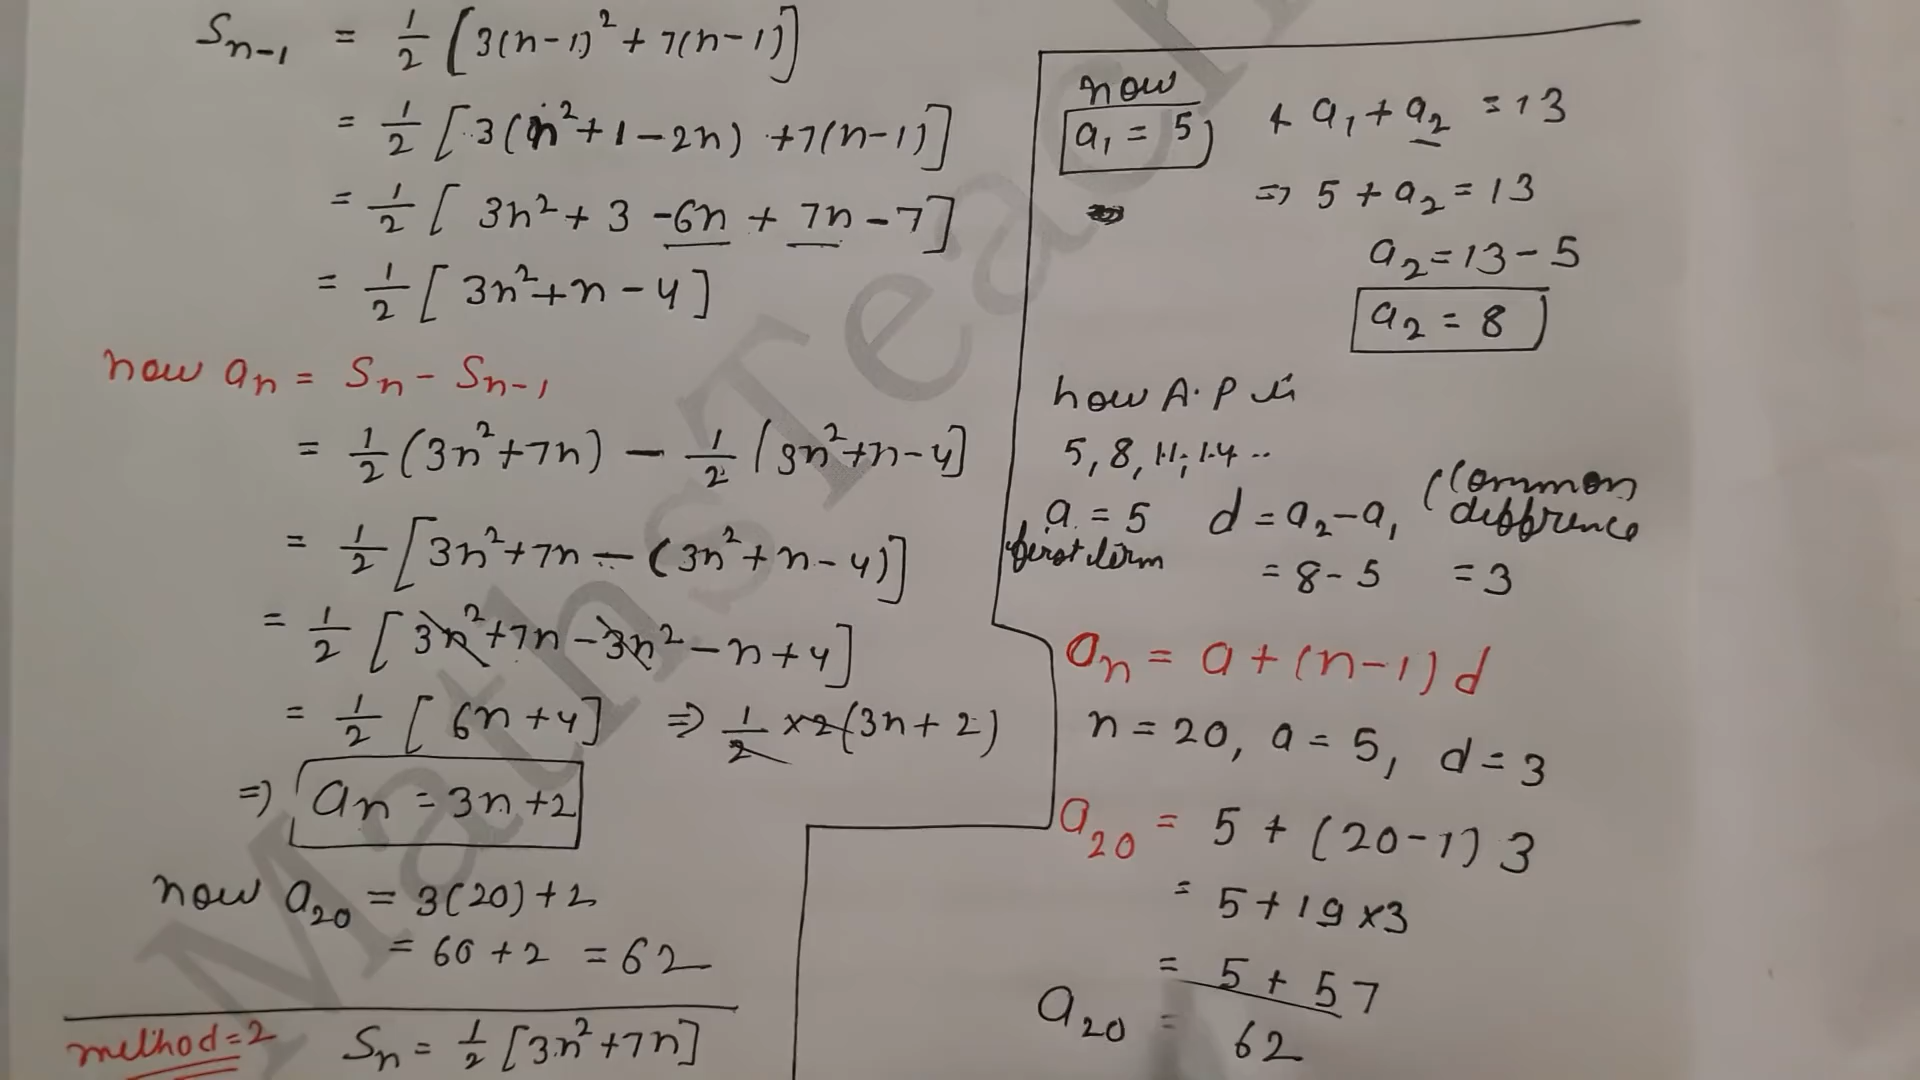 Sn-1 = 1/2 [3(n-1)² + 7(n-1)]
= 1/2 [3(n²+1-2n) +7(n-1)]
= 1/2 [3n² + 3 -6n + 7n - 7]
= 1/2 [3n²+n-4]
now an = Sn - Sn-1
= 1/2 (3n²+7n) - 1/2 (3n²+n-4]
= 1/2 [3n²+7n - (3n²+n-4)]
= 1/2 [3n²+7n-3n²-n+4]
= 1/2 [6n+4] ⇒ 1/2 ×2(3n+2)
⇒ an = 3n+2
now a20 = 3(20)+2
= 60+2 = 62
method=2 Sn = 1/2 [3n²+7n]
now
a1 = 5 + a1+a2 = 13
⇒ 5+a2 = 13
a2 = 13-5
a2 = 8
now A.P is
5, 8, 11, 14 ..
a = 5 d = a2-a1 (Common
first term difference
= 8-5 = 3
an = a+(n-1)d
n = 20, a = 5, d = 3
a20 = 5+(20-1)3
= 5+19×3
= 5+57
a20 = 62
MathsTeach